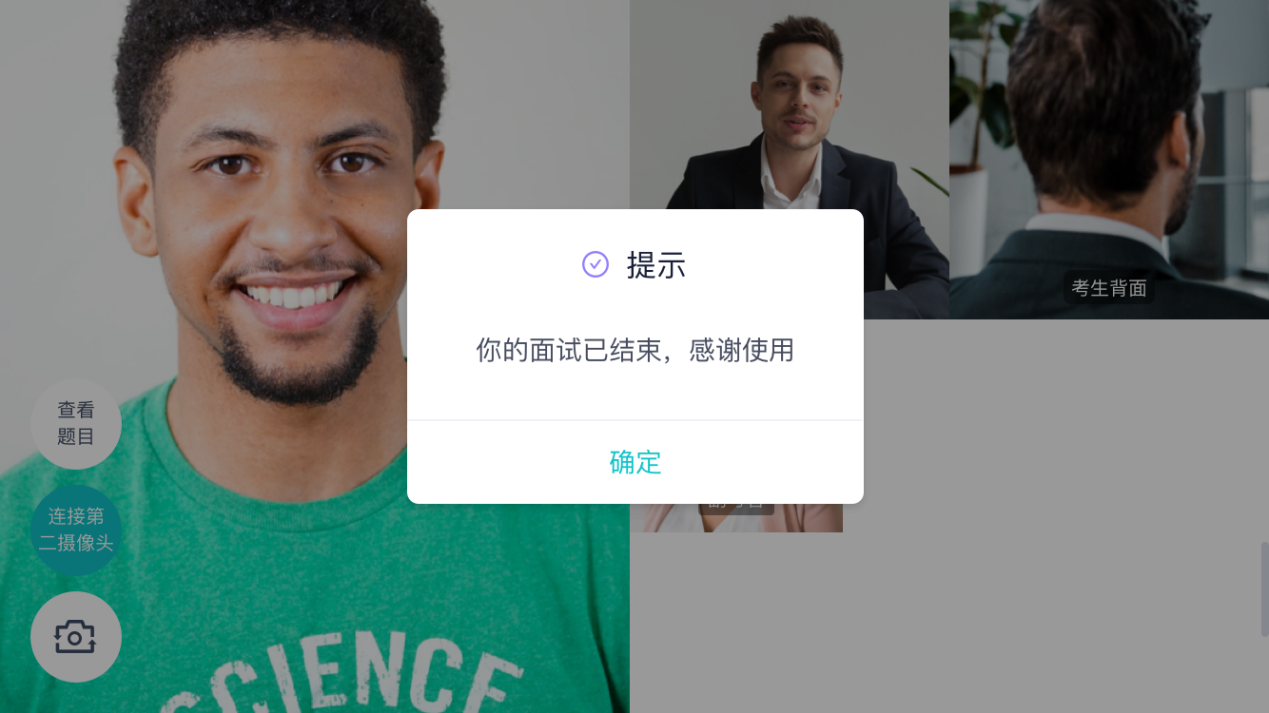 提示
你的面试已结束，感谢使用
确定
考生背面
查看
题目
连接第
二摄像头
SCIENCE